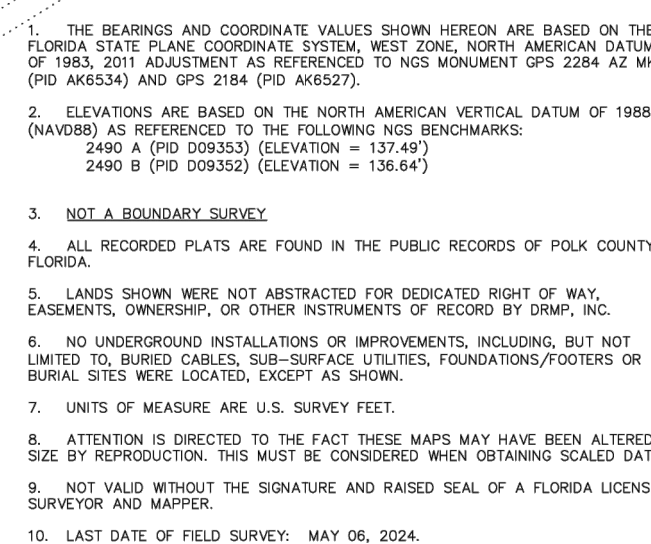 1. THE BEARINGS AND COORDINATE VALUES SHOWN HEREON ARE BASED ON THE
FLORIDA STATE PLANE COORDINATE SYSTEM, WEST ZONE, NORTH AMERICAN DATUM
OF 1983, 2011 ADJUSTMENT AS REFERENCED TO NGS MONUMENT GPS 2284 AZ MK
(PID AK6534) AND GPS 2184 (PID AK6527).
2. ELEVATIONS ARE BASED ON THE NORTH AMERICAN VERTICAL DATUM OF 1988
(NAVD88) AS REFERENCED TO THE FOLLOWING NGS BENCHMARKS:
2490 A (PID DO9353) (ELEVATION = 137.49')
2490 B (PID DO9352) (ELEVATION = 136.64')
3. NOT A BOUNDARY SURVEY
4. ALL RECORDED PLATS ARE FOUND IN THE PUBLIC RECORDS OF POLK COUNTY
FLORIDA.
5. LANDS SHOWN WERE NOT ABSTRACTED FOR DEDICATED RIGHT OF WAY,
EASEMENTS, OWNERSHIP, OR OTHER INSTRUMENTS OF RECORD BY DRMP, INC.
6. NO UNDERGROUND INSTALLATIONS OR IMPROVEMENTS, INCLUDING, BUT NOT
LIMITED TO, BURIED CABLES, SUB-SURFACE UTILITIES, FOUNDATIONS/FOOTERS OR
BURIAL SITES WERE LOCATED, EXCEPT AS SHOWN.
7. UNITS OF MEASURE ARE U.S. SURVEY FEET.
8. ATTENTION IS DIRECTED TO THE FACT THESE MAPS MAY HAVE BEEN ALTERED
SIZE BY REPRODUCTION. THIS MUST BE CONSIDERED WHEN OBTAINING SCALED DAT
9. NOT VALID WITHOUT THE SIGNATURE AND RAISED SEAL OF A FLORIDA LICENS
SURVEYOR AND MAPPER.
10. LAST DATE OF FIELD SURVEY: MAY 06, 2024.